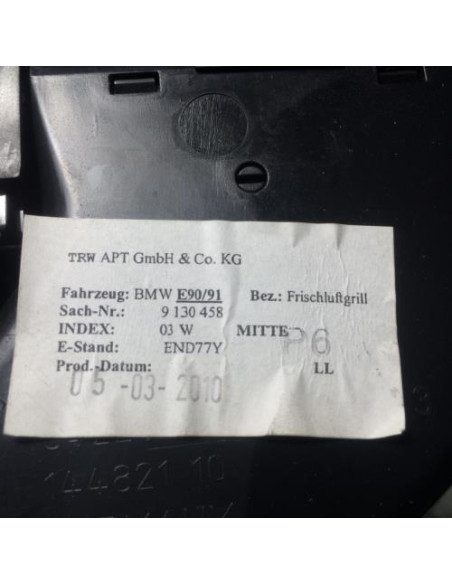 TRW APT GmbH & Co. KG
Fahrzeug: BMW E90/91 Bez.: Frischluftgrill
Sach-Nr.: 9 130 458
INDEX: 03 W MITTE
E-Stand: END77Y 26
Prod.-Datum: LL
05 -03- 2010
144821 10